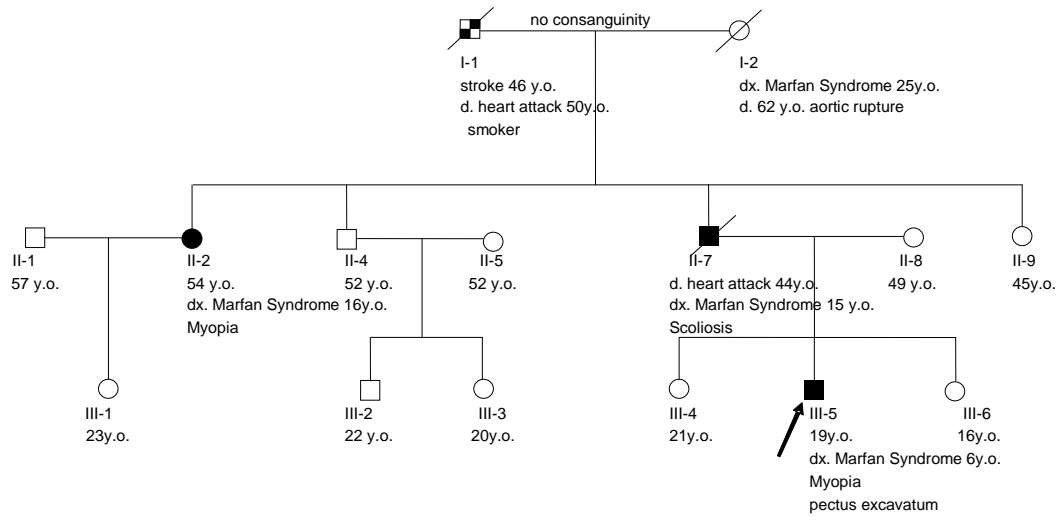 no consanguinity
I-1
stroke 46 y.o.
d. heart attack 50y.o.
smoker
I-2
dx. Marfan Syndrome 25y.o.
d. 62 y.o. aortic rupture
II-1
57 y.o.
II-2
54 y.o.
dx. Marfan Syndrome 16y.o.
Myopia
II-4
52 y.o.
II-5
52 y.o.
II-7
d. heart attack 44y.o.
dx. Marfan Syndrome 15 y.o.
Scoliosis
II-8
49 y.o.
II-9
45y.o.
III-1
23y.o.
III-2
22 y.o.
III-3
20y.o.
III-4
21y.o.
III-5
19y.o.
dx. Marfan Syndrome 6y.o.
Myopia
pectus excavatum
III-6
16y.o.